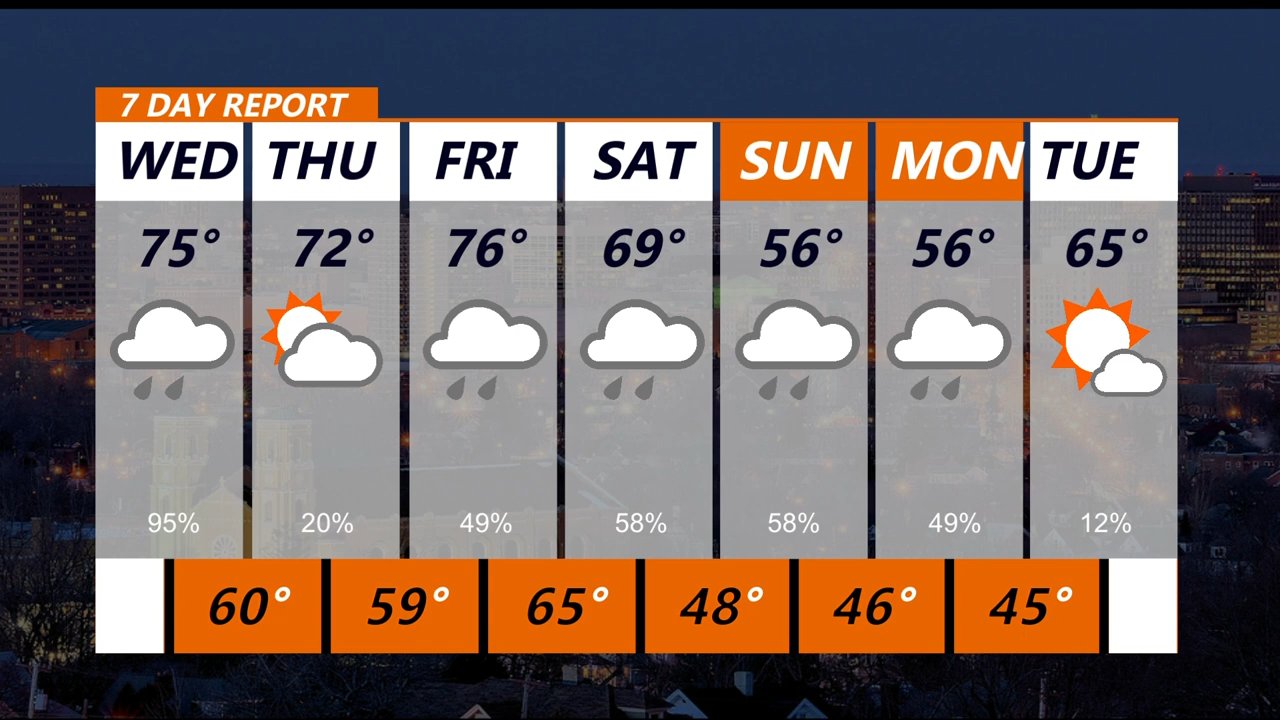 7 DAY REPORT
WED THU FRI SAT SUN MON TUE
75° 72° 76° 69° 56° 56° 65°
95% 20% 49% 58% 58% 49% 12%
60° 59° 65° 48° 46° 45°